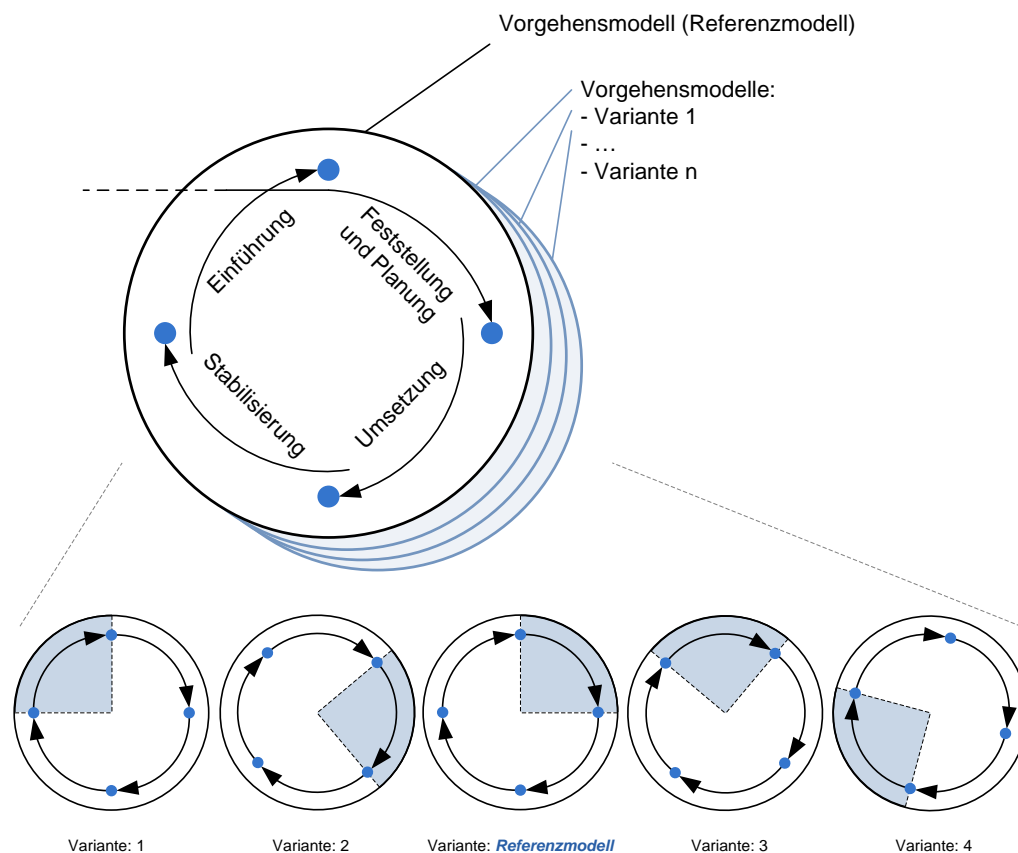 Vorgehensmodell (Referenzmodell)
Vorgehensmodelle:
- Variante 1
- ...
- Variante n
Einführung
Feststellung
und Planung
Stabilisierung
Umsetzung
Variante: 1
Variante: 2
Variante: Referenzmodell
Variante: 3
Variante: 4